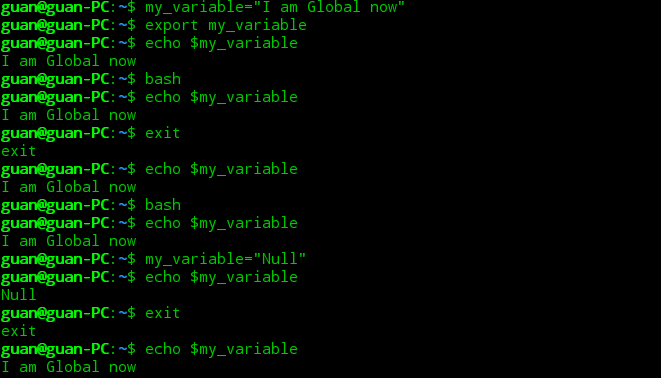 guan@guan-PC:~$ my_variable="I am Global now"
guan@guan-PC:~$ export my_variable
guan@guan-PC:~$ echo $my_variable
I am Global now
guan@guan-PC:~$ bash
guan@guan-PC:~$ echo $my_variable
I am Global now
guan@guan-PC:~$ exit
exit
guan@guan-PC:~$ echo $my_variable
I am Global now
guan@guan-PC:~$ bash
guan@guan-PC:~$ echo $my_variable
I am Global now
guan@guan-PC:~$ my_variable="Null"
guan@guan-PC:~$ echo $my_variable
Null
guan@guan-PC:~$ exit
exit
guan@guan-PC:~$ echo $my_variable
I am Global now